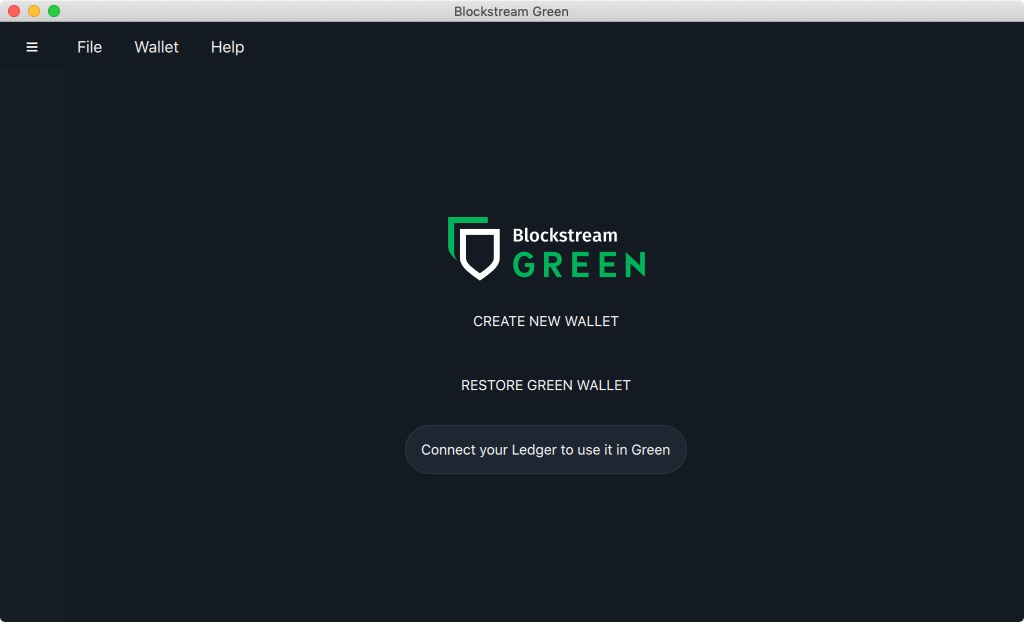 Blockstream Green
File Wallet Help
Blockstream
GREEN
CREATE NEW WALLET
RESTORE GREEN WALLET
Connect your Ledger to use it in Green